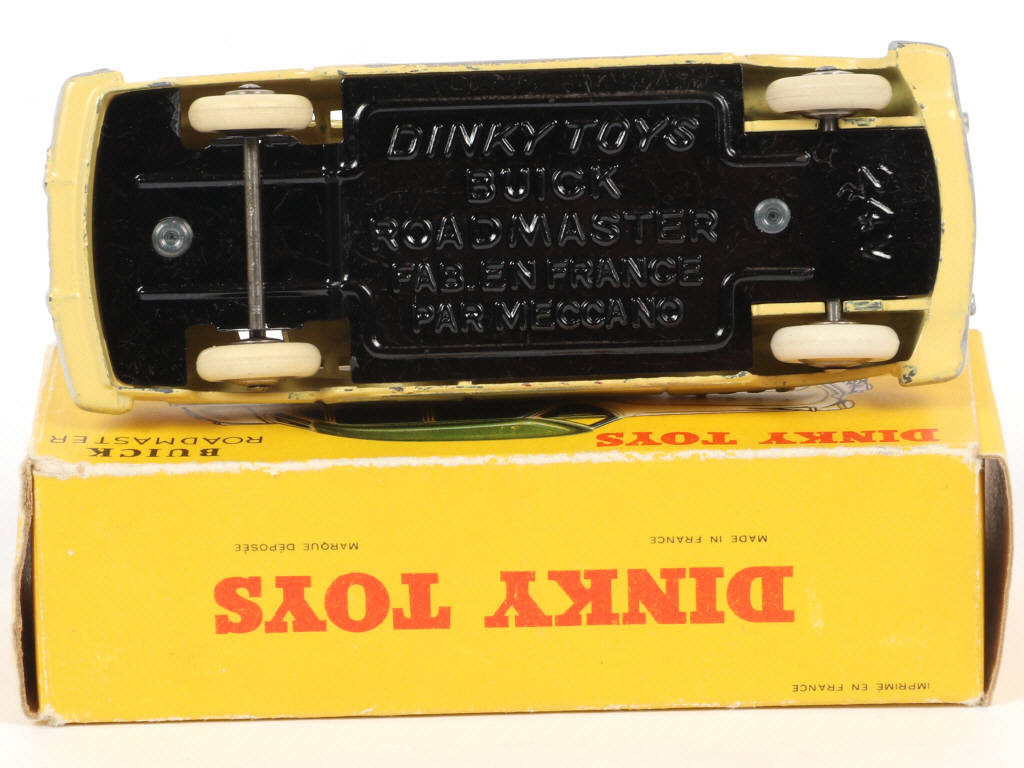 DINKY TOYS
BUICK
ROADMASTER
FAB. EN FRANCE
PAR MECCANO
24V
BUICK
ROADMASTER
DINKY TOYS
MARQUE DÉPOSÉE
MADE IN FRANCE
DINKY TOYS
IMPRIMÉ EN FRANCE